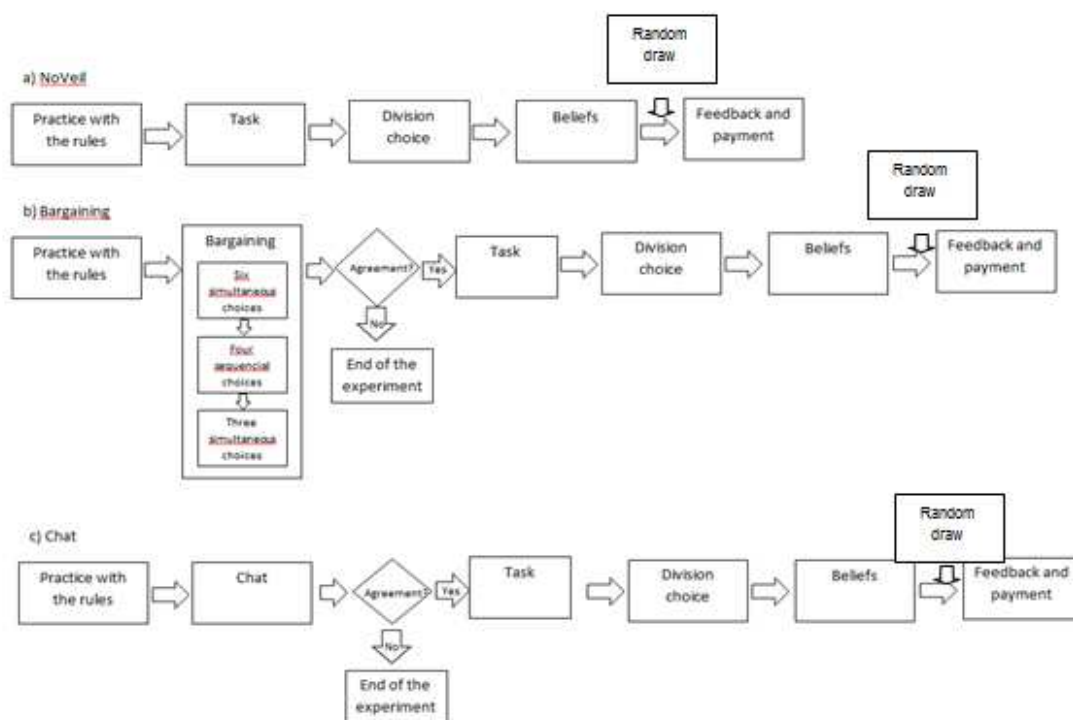 Random
draw
a) NoVeil
Practice with
the rules
Task
Division
choice
Beliefs
Feedback and
payment
Random
draw
b) Bargaining
Practice with
the rules
Bargaining
Six
simultaneous
choices
Four
sequencial
choices
Three
simultaneous
choices
Agreement?
Yes
No
End of the
experiment
Task
Division
choice
Beliefs
Feedback and
payment
Random
draw
c) Chat
Practice with
the rules
Chat
Agreement?
Yes
No
End of the
experiment
Task
Division
choice
Beliefs
Feedback and
payment